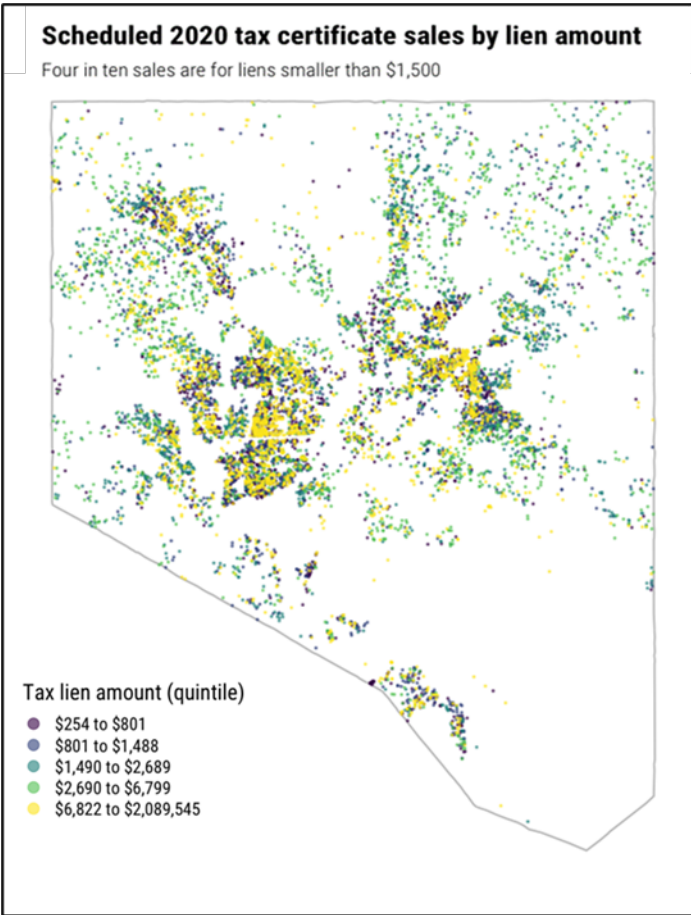 Scheduled 2020 tax certificate sales by lien amount
Four in ten sales are for liens smaller than $1,500
Tax lien amount (quintile)
$254 to $801
$801 to $1,488
$1,490 to $2,689
$2,690 to $6,799
$6,822 to $2,089,545